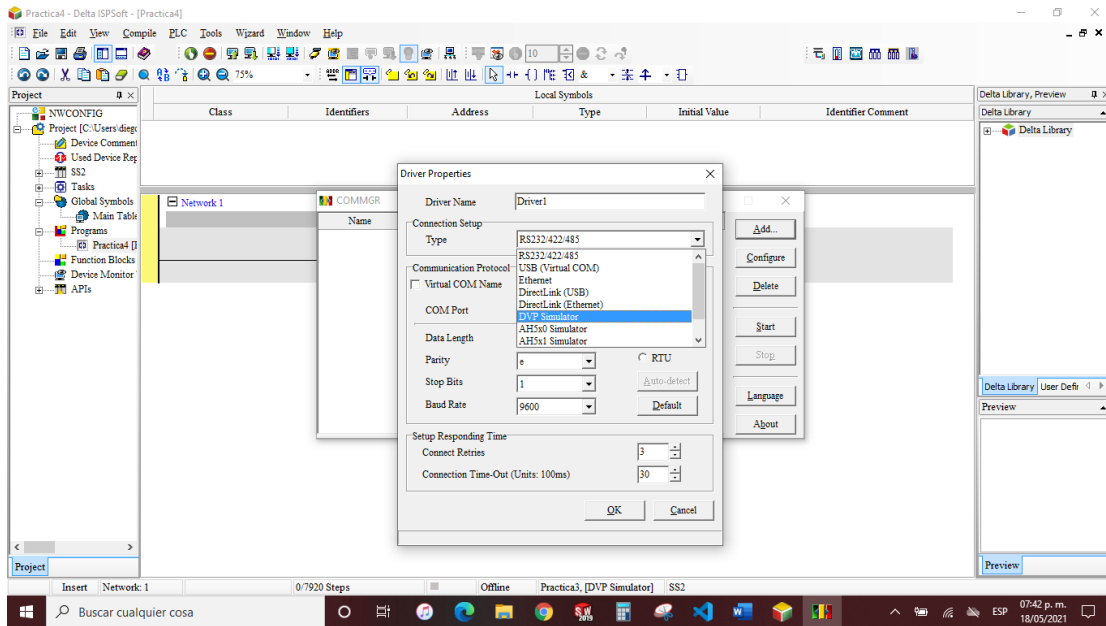 Practica4 - Delta ISPSoft - [Practica4]
File Edit View Compile PLC Tools Wizard Window Help
10
75%
Project
NWCONFIG
Project [C:\Users\diego
Device Comment
Used Device Rep
SS2
Tasks
Global Symbols
Main Table
Programs
Practica4 [
Function Blocks
Device Monitor
APIs
Project
Local Symbols
Class Identifiers Address Type Initial Value Identifier Comment
Network 1
COMMGR
Name
Add...
Configure
Delete
Start
Stop
Language
About
Driver Properties
Driver Name Driver1
Connection Setup
Type RS232/422/485
RS232/422/485
USB (Virtual COM)
Ethernet
DirectLink (USB)
DirectLink (Ethernet)
DVP Simulator
AH5x0 Simulator
AH5x1 Simulator
Communication Protocol
Virtual COM Name
COM Port
Data Length
Parity e RTU
Stop Bits 1 Auto-detect
Baud Rate 9600 Default
Setup Responding Time
Connect Retries 3
Connection Time-Out (Units: 100ms) 30
OK Cancel
Delta Library, Preview
Delta Library
Delta Library
Delta Library User Defir
Preview
Preview
Insert Network: 1 0/7920 Steps Offline Practica3, [DVP Simulator] SS2
Buscar cualquier cosa
ESP
07:42 p. m.
18/05/2021